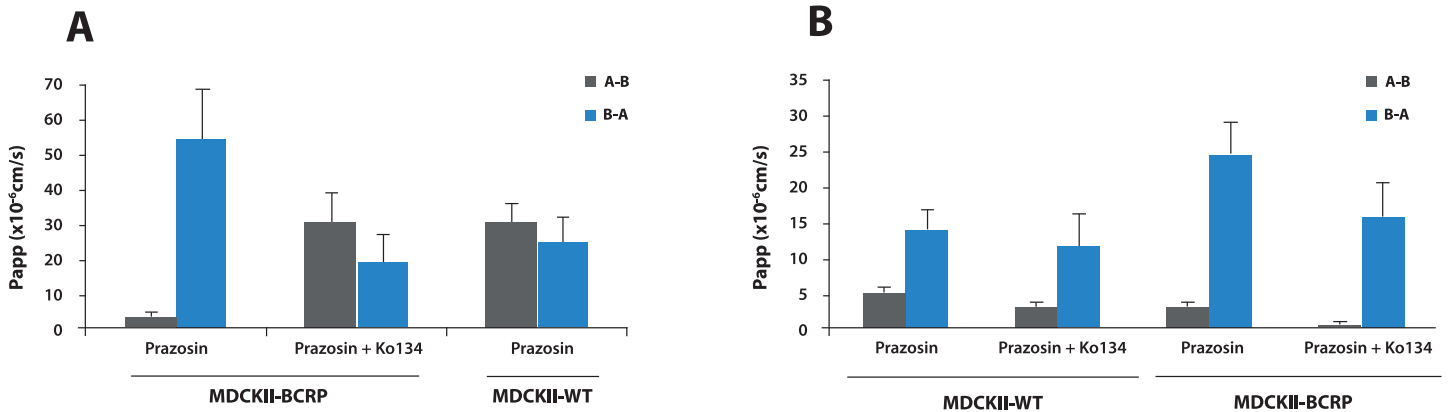 A
70
60
50
40
30
20
10
0
Papp (x10⁻⁶cm/s)
A-B
B-A
Prazosin
Prazosin + Ko134
Prazosin
MDCKII-BCRP
MDCKII-WT
B
35
30
25
20
15
10
5
0
Papp (x10⁻⁶cm/s)
A-B
B-A
Prazosin
Prazosin + Ko134
Prazosin
Prazosin + Ko134
MDCKII-WT
MDCKII-BCRP